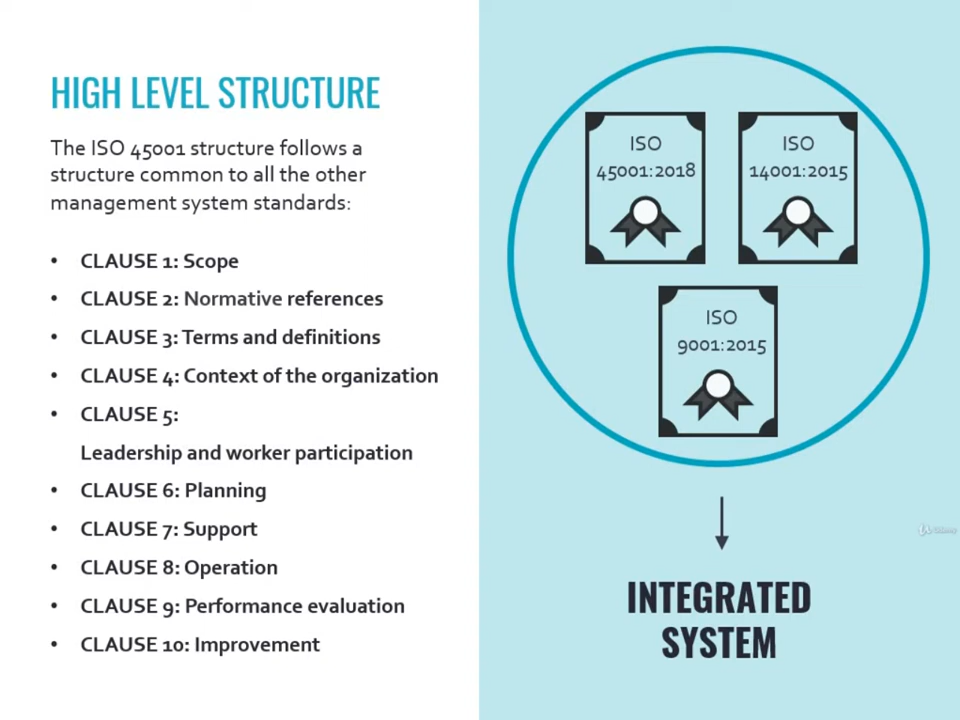 HIGH LEVEL STRUCTURE
The ISO 45001 structure follows a
structure common to all the other
management system standards:
• CLAUSE 1: Scope
• CLAUSE 2: Normative references
• CLAUSE 3: Terms and definitions
• CLAUSE 4: Context of the organization
• CLAUSE 5:
Leadership and worker participation
• CLAUSE 6: Planning
• CLAUSE 7: Support
• CLAUSE 8: Operation
• CLAUSE 9: Performance evaluation
• CLAUSE 10: Improvement
ISO
45001:2018
ISO
14001:2015
ISO
9001:2015
INTEGRATED
SYSTEM